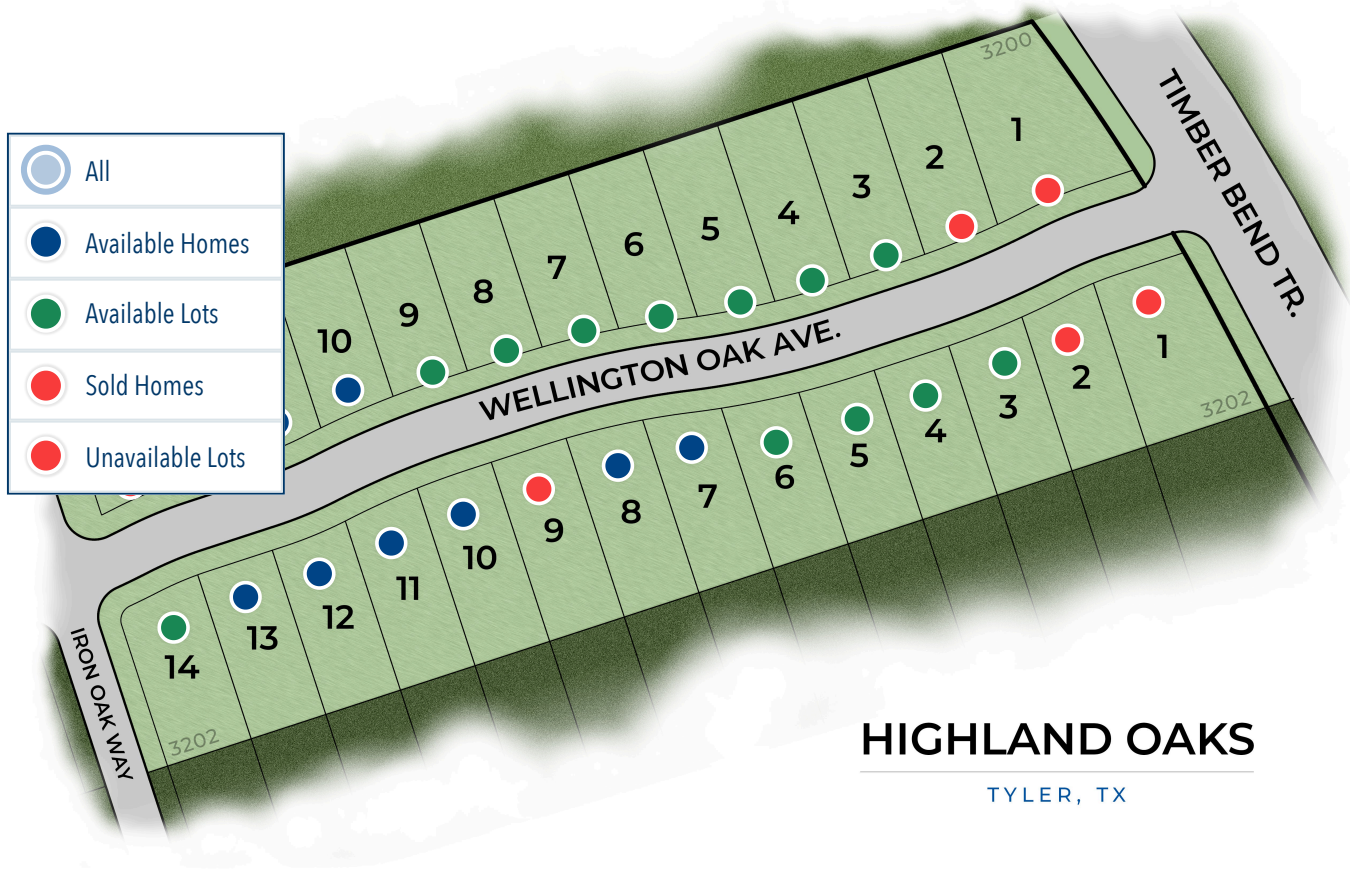 3200
1
2
3
4
5
6
7
8
9
10
TIMBER BEND TR.
All
Available Homes
Available Lots
Sold Homes
Unavailable Lots
WELLINGTON OAK AVE.
1
2
3
4
5
6
7
8
9
10
11
12
13
14
3202
3202
IRON OAK WAY
HIGHLAND OAKS
TYLER, TX